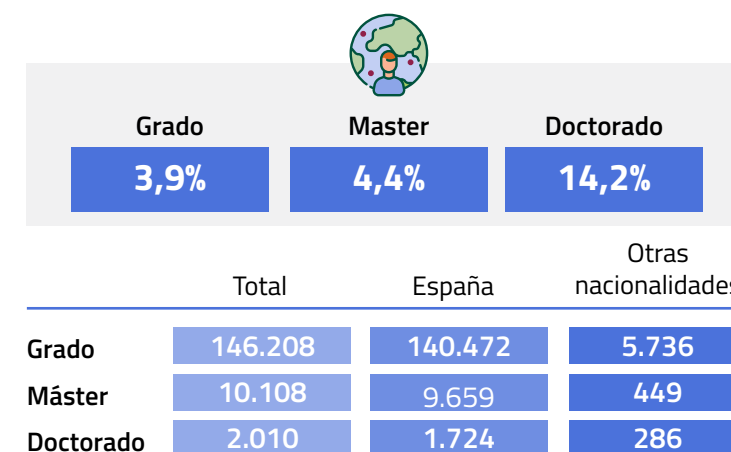 Grado Master Doctorado
3,9% 4,4% 14,2%
Otras
Total España nacionalidades
Grado 146.208 140.472 5.736
Máster 10.108 9.659 449
Doctorado 2.010 1.724 286